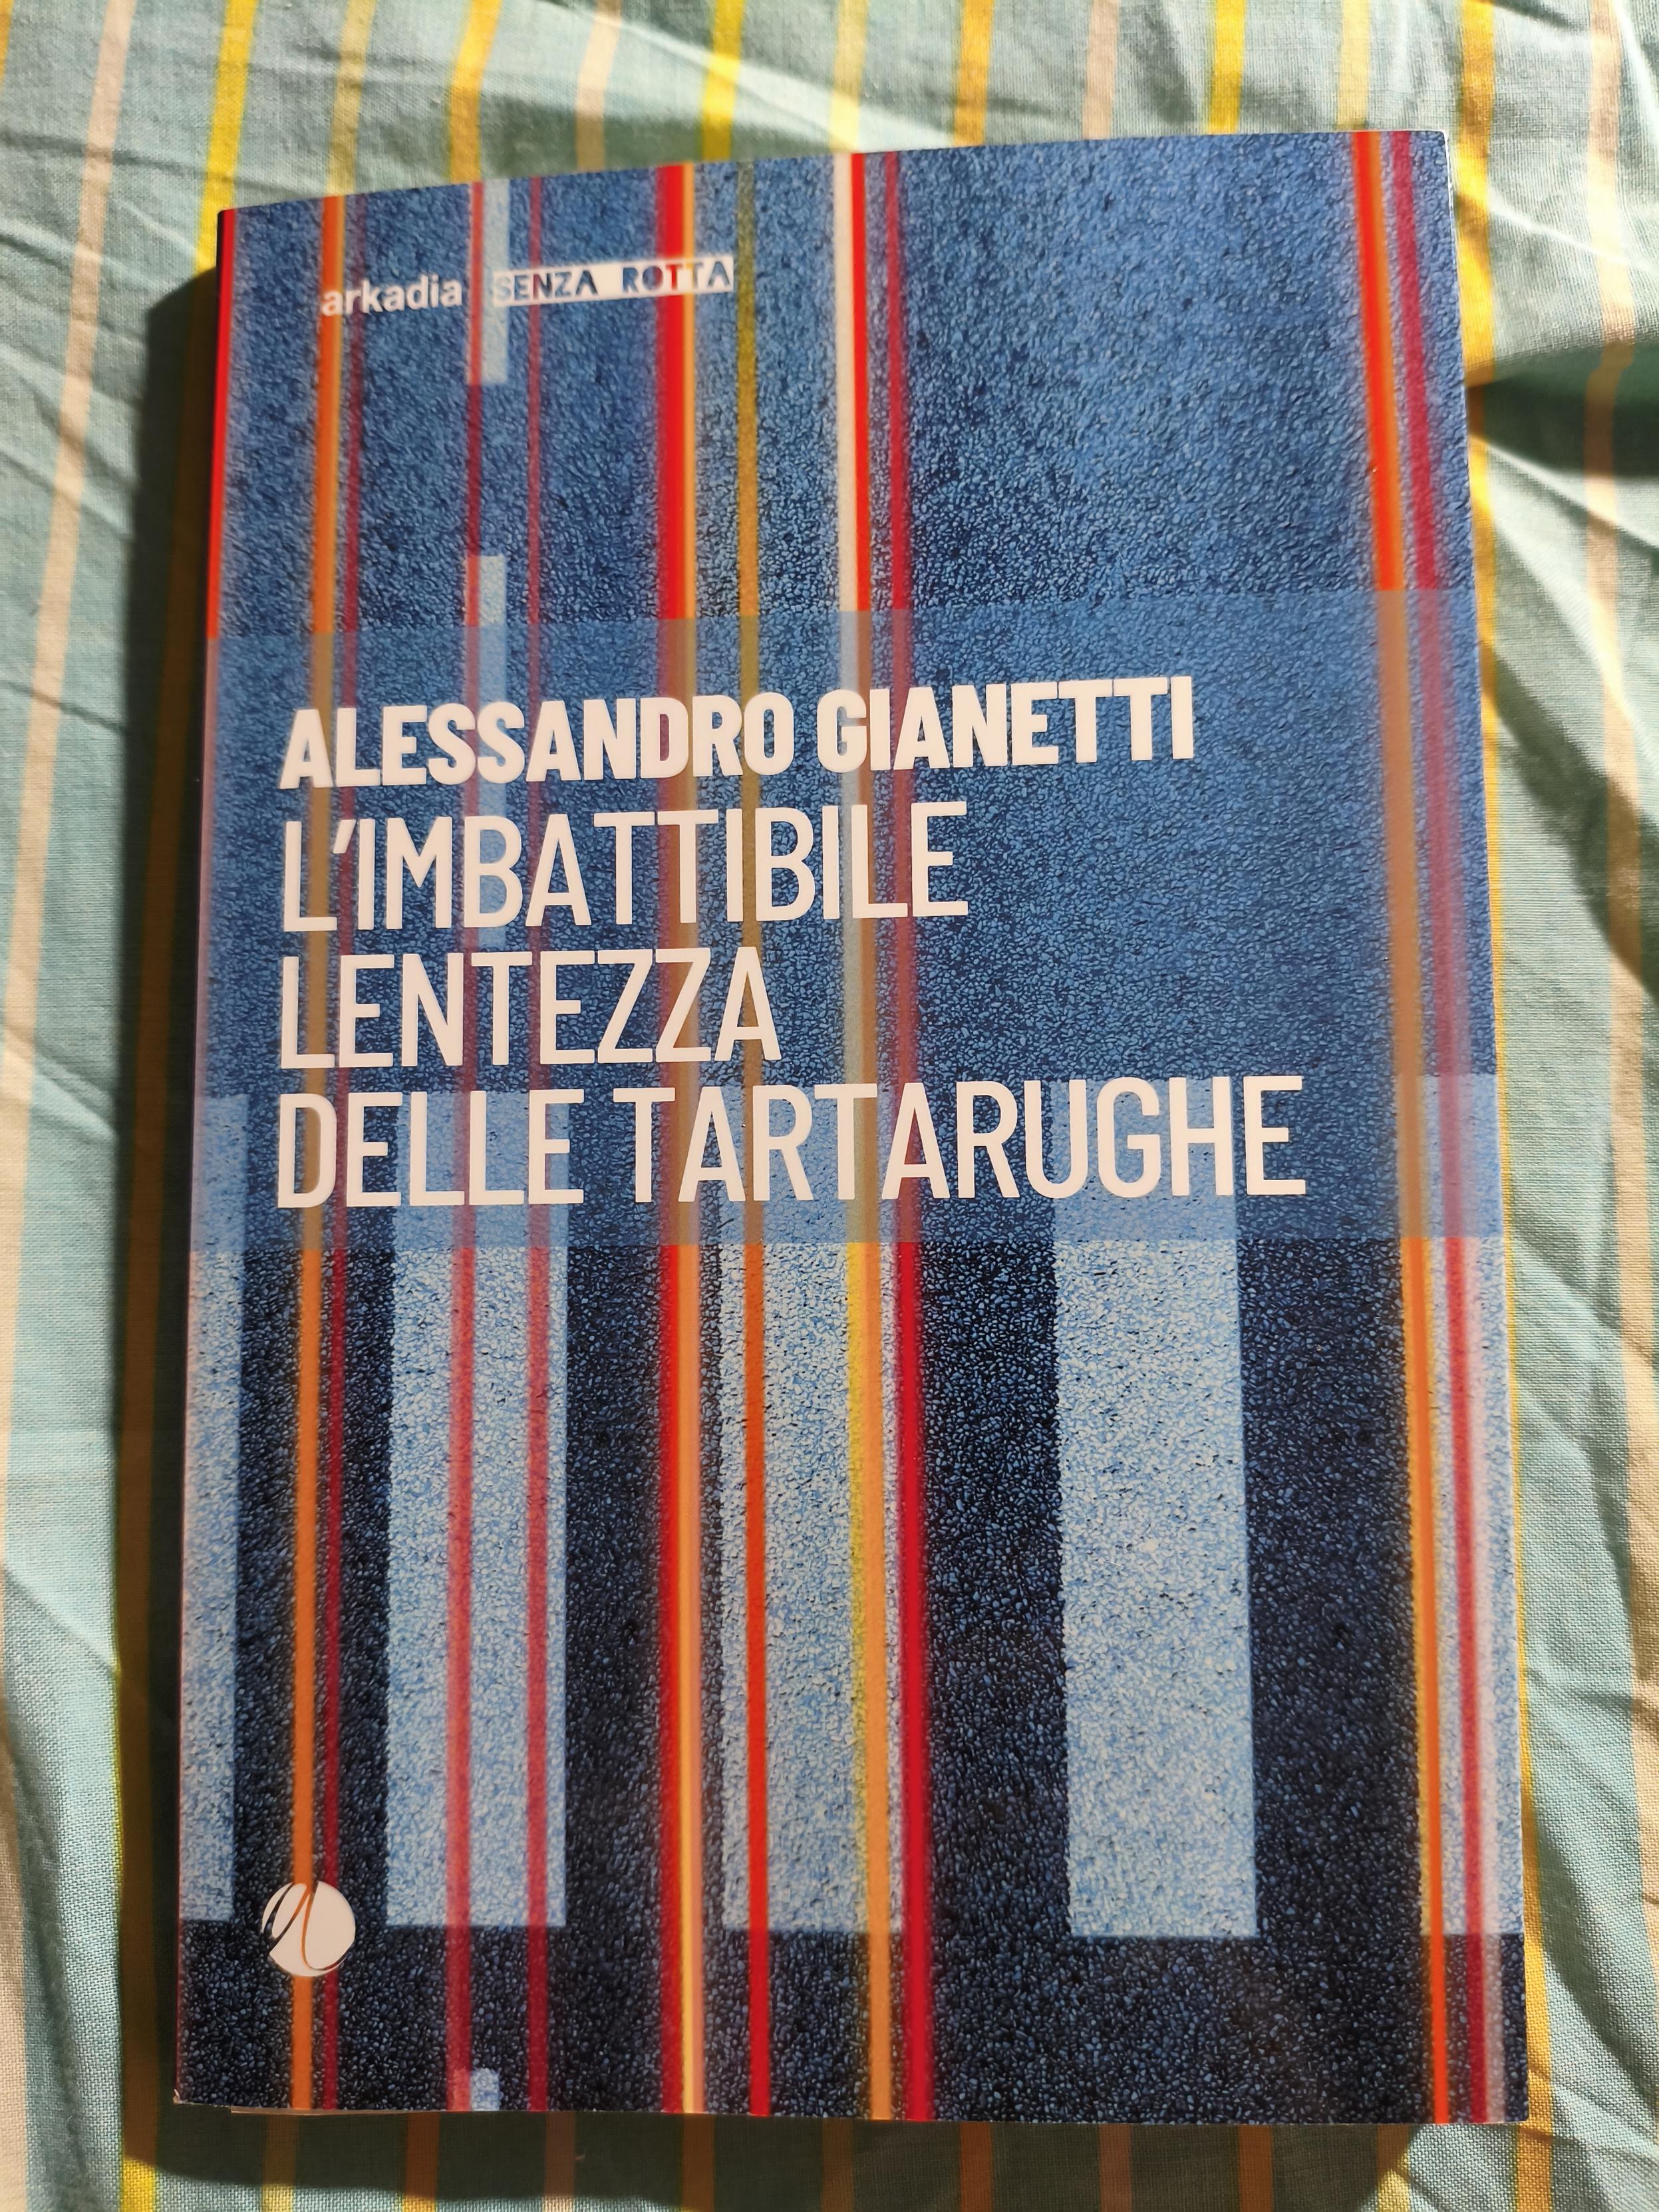 arkadia SENZA ROTTA
ALESSANDRO GIANETTI
L'IMBATTIBILE
LENTEZZA
DELLE TARTARUGHE